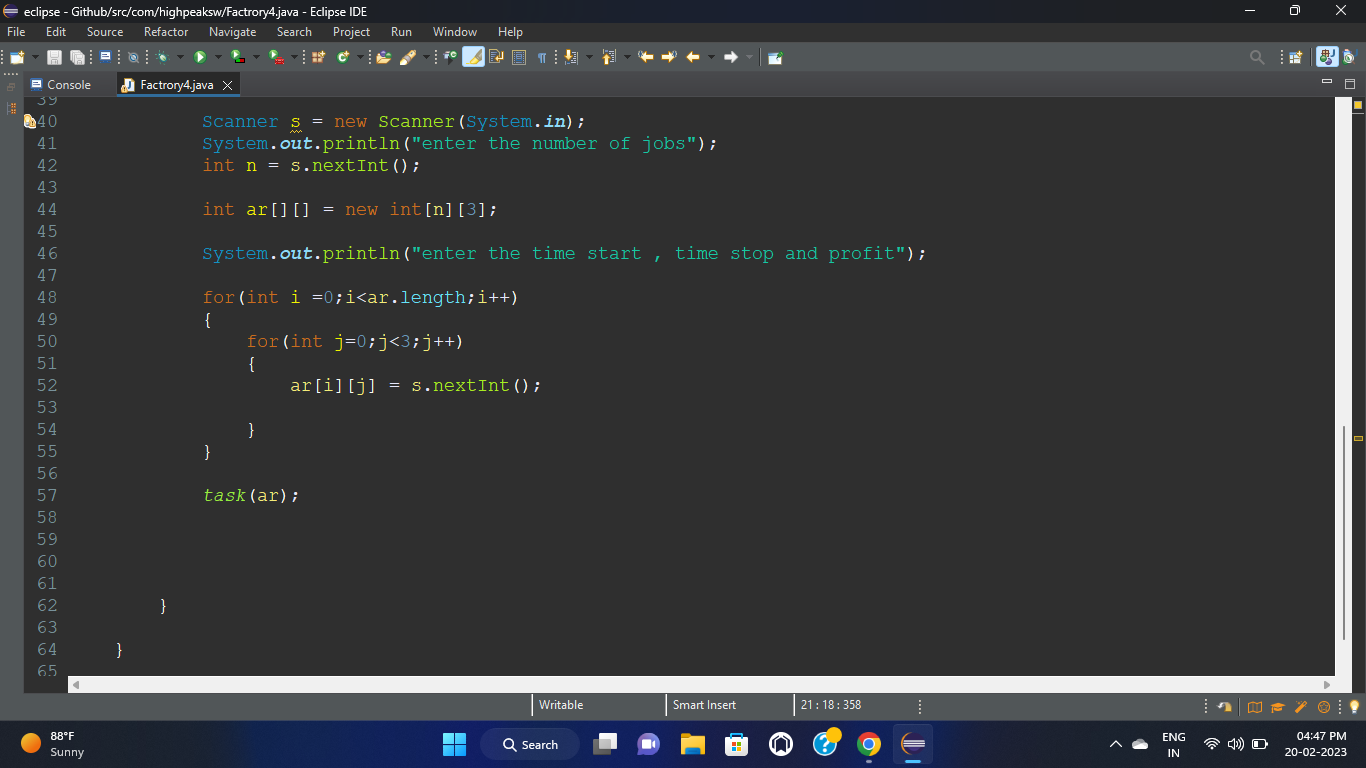 eclipse - Github/src/com/highpeaksw/Factrory4.java - Eclipse IDE
File Edit Source Refactor Navigate Search Project Run Window Help
Console Factrory4.java
39
40 Scanner s = new Scanner(System.in);
41 System.out.println("enter the number of jobs");
42 int n = s.nextInt();
43
44 int ar[][] = new int[n][3];
45
46 System.out.println("enter the time start , time stop and profit");
47
48 for(int i =0;i<ar.length;i++)
49 {
50 for(int j=0;j<3;j++)
51 {
52 ar[i][j] = s.nextInt();
53
54 }
55 }
56
57 task(ar);
58
59
60
61
62 }
63
64 }
65
Writable Smart Insert 21 : 18 : 358
88°F
Sunny
Search
ENG
IN
04:47 PM
20-02-2023